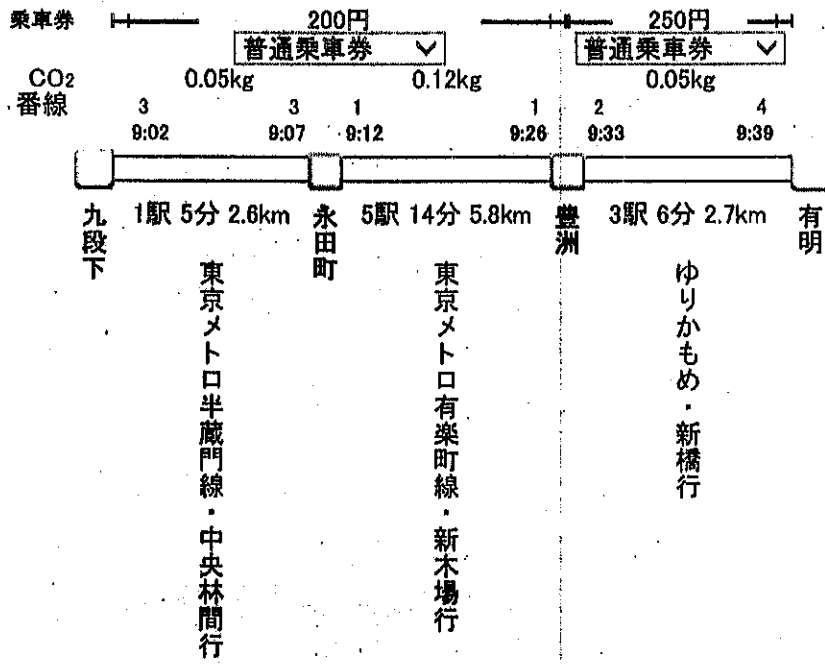 乗車券 200円 250円
普通乗車券 普通乗車券
CO2 0.05kg 0.12kg 0.05kg
番線 3 3 1 1 2 4
9:02 9:07 9:12 9:26 9:33 9:39
九段下 1駅 5分 2.6km 永田町 5駅 14分 5.8km 豊洲 3駅 6分 2.7km 有明
東京メトロ半蔵門線・中央林間行
東京メトロ有楽町線・新木場行
ゆりかもめ・新橋行